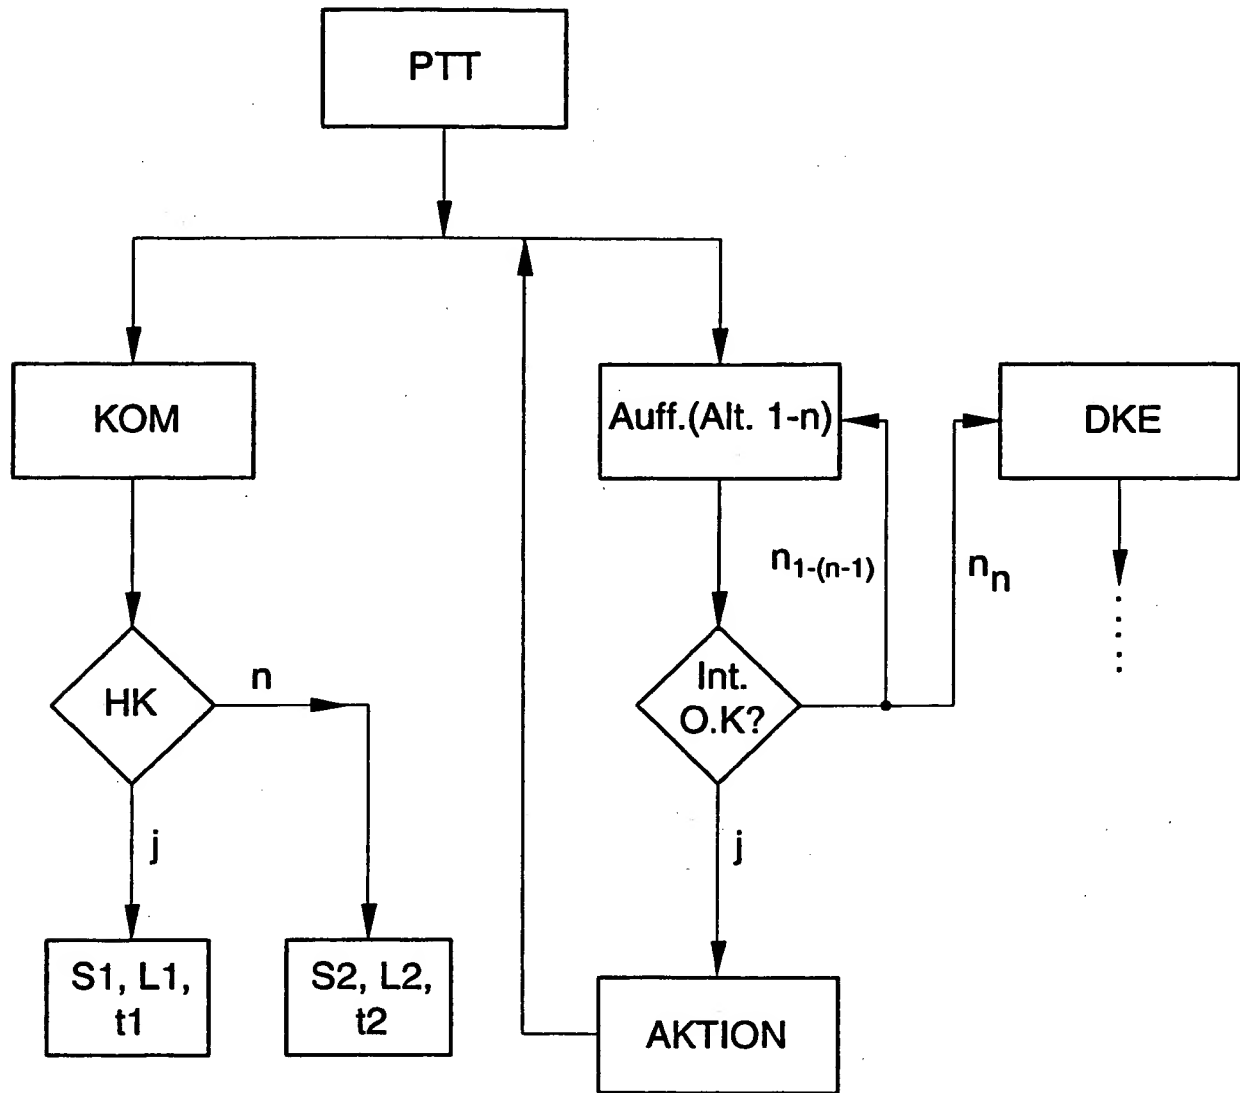 PTT
KOM
Auff.(Alt. 1-n)
DKE
n1-(n-1)
nn
HK
n
Int.
O.K?
j
j
S1, L1,
t1
S2, L2,
t2
AKTION